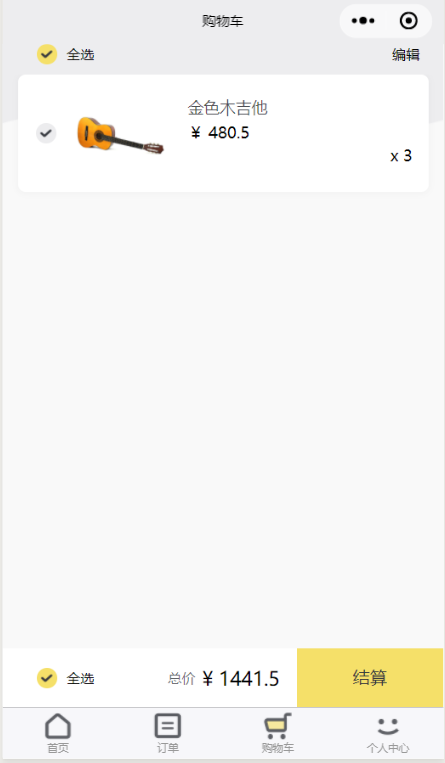 购物车
全选
编辑
金色木吉他
￥ 480.5
x 3
全选
总价 ￥1441.5
结算
首页
订单
购物车
个人中心